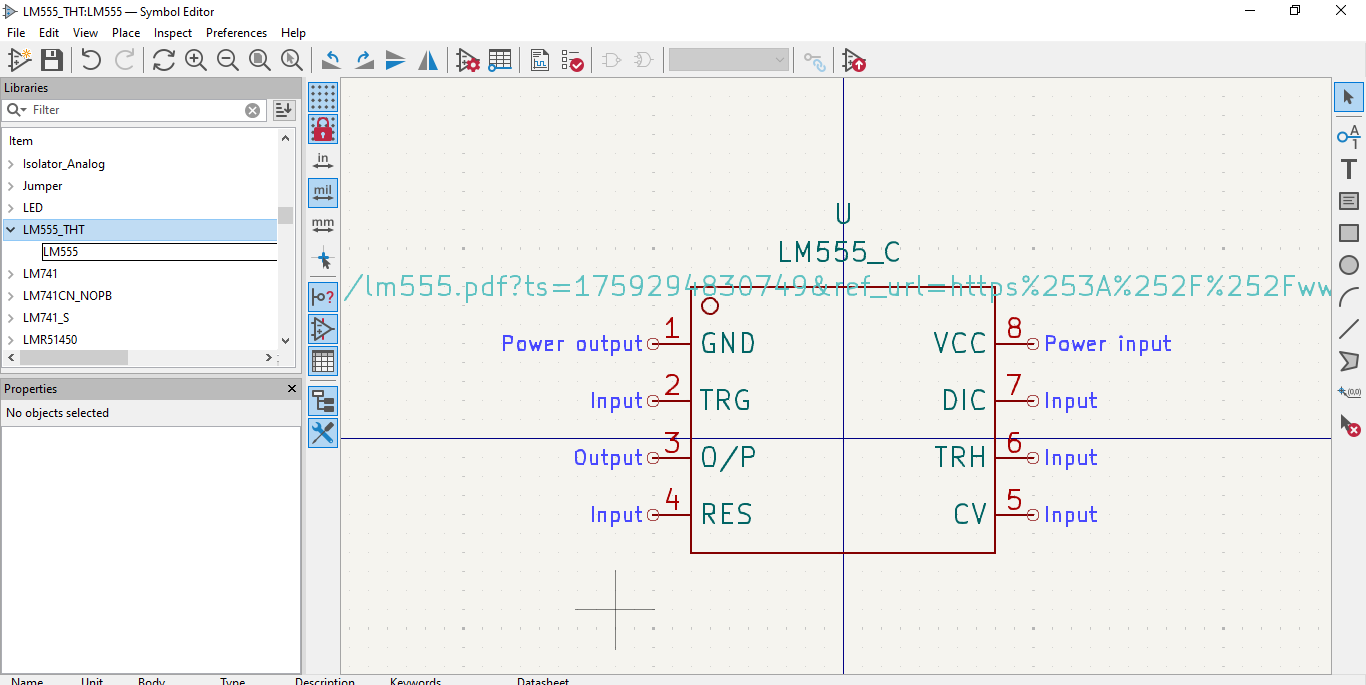 LM555_THT:LM555 — Symbol Editor
File Edit View Place Inspect Preferences Help
Libraries
Filter
Item
Isolator_Analog
Jumper
LED
LM555_THT
LM555
LM741
LM741CN_NOPB
LM741_S
LMR51450
Properties
No objects selected
in
mil
mm
U
LM555_C
/lm555.pdf?ts=1759294830749&ref_url=https%253A%252F%252Fww
Power output 1 GND VCC 8 Power input
Input 2 TRG DIC 7 Input
Output 3 O/P TRH 6 Input
Input 4 RES CV 5 Input
A
1
T
(0,0)
Name Unit Body Type Description Keywords Datasheet